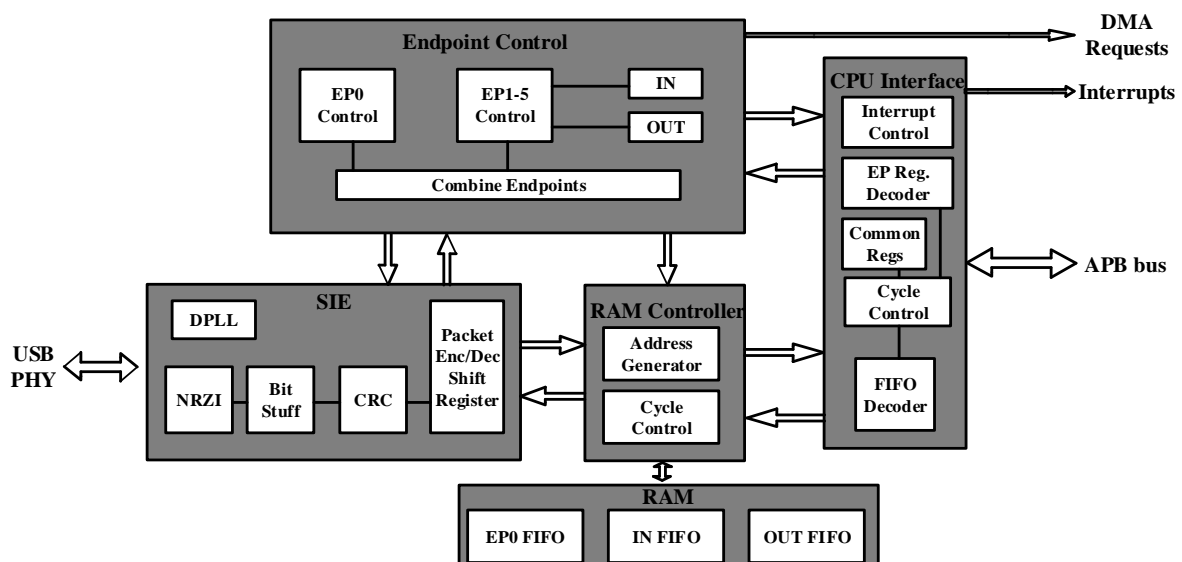 Endpoint Control
EP0
Control
EP1-5
Control
IN
OUT
Combine Endpoints
DMA
Requests
CPU Interface
Interrupts
Interrupt
Control
EP Reg.
Decoder
Common
Regs
Cycle
Control
FIFO
Decoder
APB bus
USB
PHY
SIE
DPLL
NRZI
Bit
Stuff
CRC
Packet
Enc/Dec
Shift
Register
RAM Controller
Address
Generator
Cycle
Control
RAM
EP0 FIFO
IN FIFO
OUT FIFO